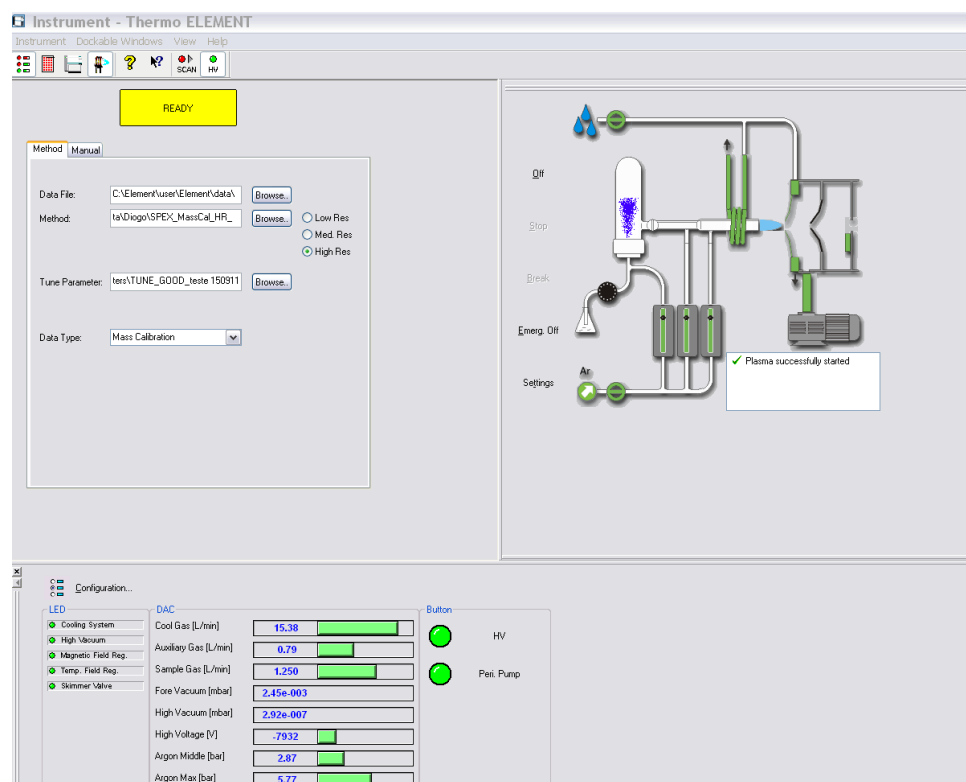 Instrument - Thermo ELEMENT
Instrument Dockable Windows View Help
SCAN HV
READY
Method Manual
Data File: C:\Element\user\Element\data\ Browse..
Method: ta\Diogo\SPEX_MassCal_HR_ Browse.. Low Res
Med. Res
High Res
Tune Parameter: ters\TUNE_GOOD_teste 150911 Browse..
Data Type: Mass Calibration
Off
Stop
Break
Emerg. Off
Settings
Ar
Plasma successfully started
Configuration...
LED
Cooling System
High Vacuum
Magnetic Field Reg.
Temp. Field Reg.
Skimmer Valve
DAC
Cool Gas [L/min] 15.38
Auxiliary Gas [L/min] 0.79
Sample Gas [L/min] 1.250
Fore Vacuum [mbar] 2.45e-003
High Vacuum [mbar] 2.92e-007
High Voltage [V] -7932
Argon Middle [bar] 2.87
Argon Max [bar] 5.77
Button
HV
Peri. Pump